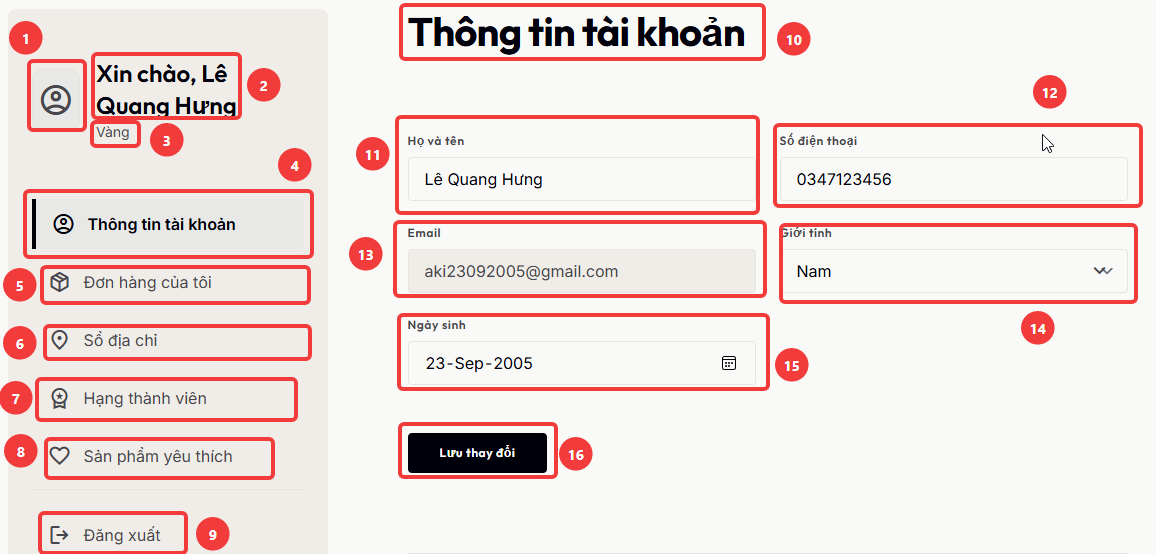 1
Xin chào, Lê
Quang Hưng
2
Vàng
3
4
Thông tin tài khoản
5
Đơn hàng của tôi
6
Sổ địa chỉ
7
Hạng thành viên
8
Sản phẩm yêu thích
9
Đăng xuất
Thông tin tài khoản
10
11
Họ và tên
Lê Quang Hưng
12
Số điện thoại
0347123456
13
Email
aki23092005@gmail.com
Giới tính
Nam
14
Ngày sinh
23-Sep-2005
15
Lưu thay đổi
16